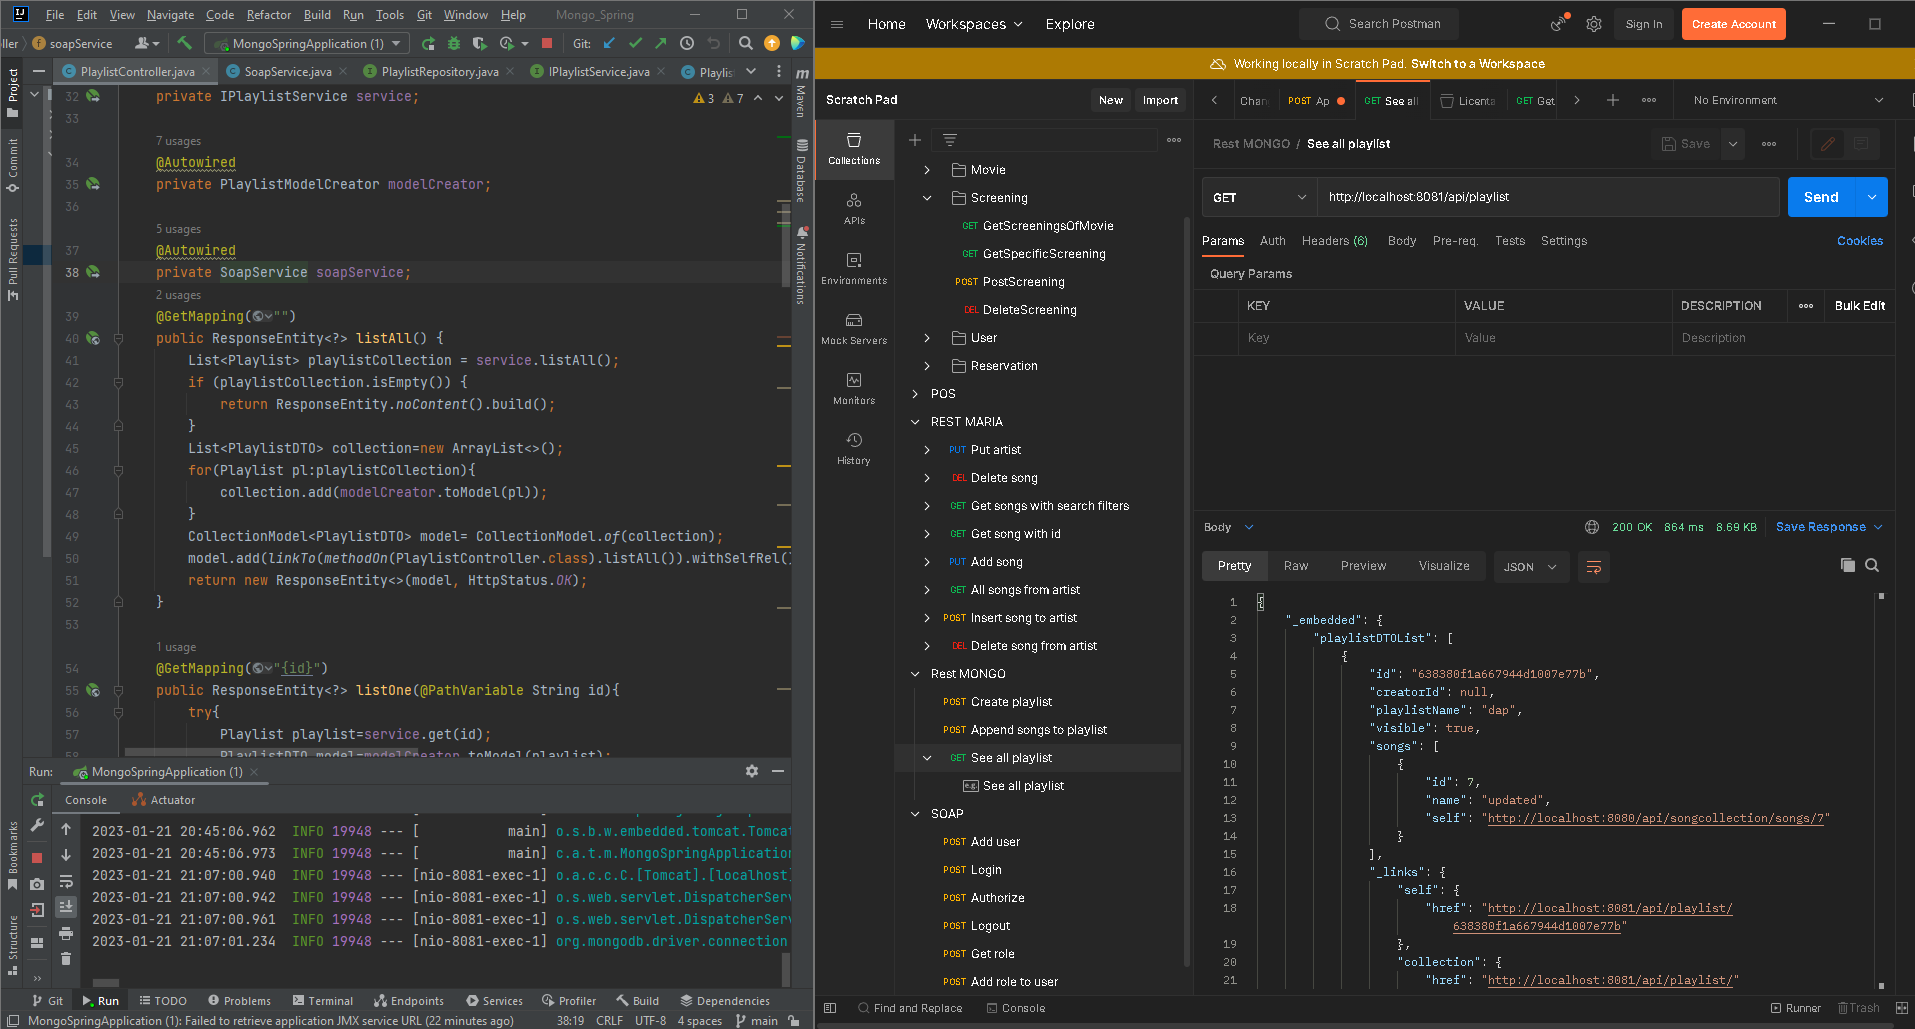 File Edit View Navigate Code Refactor Build Run Tools Git Window Help Mongo_Spring
ller soapService MongoSpringApplication (1) Git:
PlaylistController.java SoapService.java PlaylistRepository.java IPlaylistService.java Playlis
Project
Commit
Pull Requests
Bookmarks
Structure
Maven
Database
Notifications
3 7
32 private IPlaylistService service;
33
7 usages
34 @Autowired
35 private PlaylistModelCreator modelCreator;
36
5 usages
37 @Autowired
38 private SoapService soapService;
2 usages
39 @GetMapping("")
40 public ResponseEntity<?> listAll() {
41 List<Playlist> playlistCollection = service.listAll();
42 if (playlistCollection.isEmpty()) {
43 return ResponseEntity.noContent().build();
44 }
45 List<PlaylistDTO> collection=new ArrayList<>();
46 for(Playlist pl:playlistCollection){
47 collection.add(modelCreator.toModel(pl));
48 }
49 CollectionModel<PlaylistDTO> model= CollectionModel.of(collection);
50 model.add(linkTo(methodOn(PlaylistController.class).listAll()).withSelfRel()
51 return new ResponseEntity<>(model, HttpStatus.OK);
52 }
53
1 usage
54 @GetMapping("{id}")
55 public ResponseEntity<?> listOne(@PathVariable String id){
56 try{
57 Playlist playlist=service.get(id);
58 PlaylistDTO model=modelCreator.toModel(playlist);
Run: MongoSpringApplication (1)
Console Actuator
2023-01-21 20:45:06.962 INFO 19948 --- [ main] o.s.b.w.embedded.tomcat.Tomcat
2023-01-21 20:45:06.973 INFO 19948 --- [ main] c.a.t.m.MongoSpringApplication
2023-01-21 21:07:00.940 INFO 19948 --- [nio-8081-exec-1] o.a.c.c.C.[Tomcat].[localhost]
2023-01-21 21:07:00.942 INFO 19948 --- [nio-8081-exec-1] o.s.web.servlet.DispatcherServ
2023-01-21 21:07:00.961 INFO 19948 --- [nio-8081-exec-1] o.s.web.servlet.DispatcherServ
2023-01-21 21:07:01.234 INFO 19948 --- [nio-8081-exec-1] org.mongodb.driver.connection
Git Run TODO Problems Terminal Endpoints Services Profiler Build Dependencies
MongoSpringApplication (1): Failed to retrieve application JMX service URL (22 minutes ago) 38:19 CRLF UTF-8 4 spaces main
Home Workspaces Explore Search Postman Sign In Create Account
Working locally in Scratch Pad. Switch to a Workspace
Scratch Pad New Import
Chan POST Ap GET See all Licenta GET Get No Environment
Collections
APIs
Environments
Mock Servers
Monitors
History
Movie
Screening
GET GetScreeningsOfMovie
GET GetSpecificScreening
POST PostScreening
DEL DeleteScreening
User
Reservation
POS
REST MARIA
PUT Put artist
DEL Delete song
GET Get songs with search filters
GET Get song with id
PUT Add song
GET All songs from artist
POST Insert song to artist
DEL Delete song from artist
Rest MONGO
POST Create playlist
POST Append songs to playlist
GET See all playlist
e.g. See all playlist
SOAP
POST Add user
POST Login
POST Authorize
POST Logout
POST Get role
POST Add role to user
Rest MONGO / See all playlist Save
GET http://localhost:8081/api/playlist Send
Params Auth Headers (6) Body Pre-req. Tests Settings Cookies
Query Params
KEY VALUE DESCRIPTION Bulk Edit
Key Value Description
Body 200 OK 864 ms 8.69 KB Save Response
Pretty Raw Preview Visualize JSON
1 {
2 "_embedded": {
3 "playlistDTOList": [
4 {
5 "id": "638380f1a667944d1007e77b",
6 "creatorId": null,
7 "playlistName": "dap",
8 "visible": true,
9 "songs": [
10 {
11 "id": 7,
12 "name": "updated",
13 "self": "http://localhost:8080/api/songcollection/songs/7"
14 }
15 ],
16 "_links": {
17 "self": {
18 "href": "http://localhost:8081/api/playlist/
638380f1a667944d1007e77b"
19 },
20 "collection": {
21 "href": "http://localhost:8081/api/playlist/"
Find and Replace Console Runner Trash